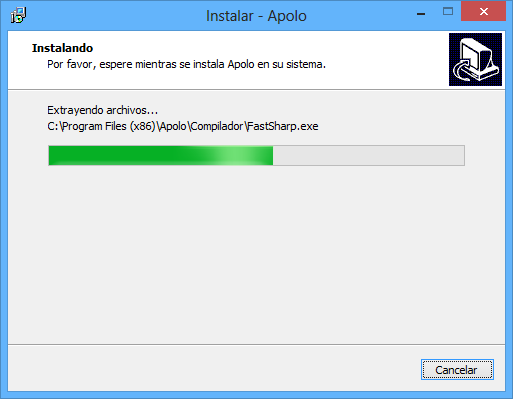 Instalar - Apolo
Instalando
Por favor, espere mientras se instala Apolo en su sistema.
Extrayendo archivos...
C:\Program Files (x86)\Apolo\Compilador\FastSharp.exe
Cancelar